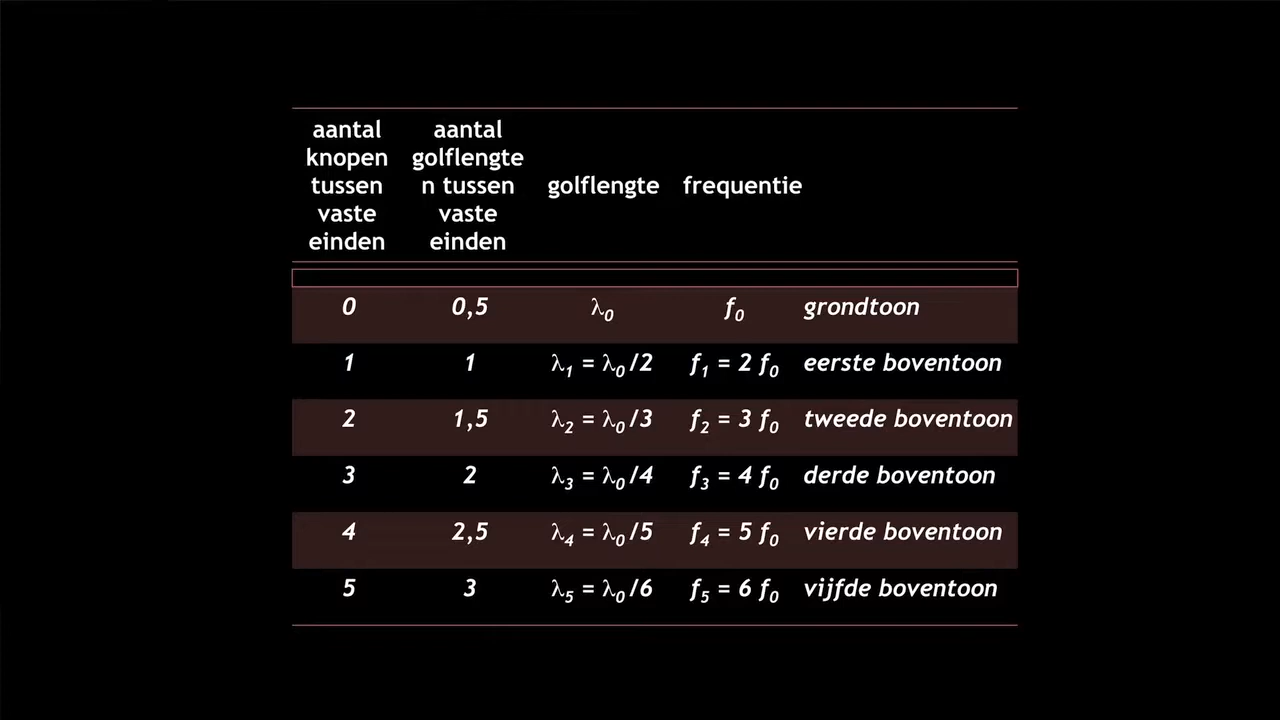 aantal knopen tussen vaste einden	aantal golflengte n tussen vaste einden	golflengte	frequentie
0	0,5	λ0	f0	grondtoon
1	1	λ1 = λ0/2	f1 = 2 f0	eerste boventoon
2	1,5	λ2 = λ0/3	f2 = 3 f0	tweede boventoon
3	2	λ3 = λ0/4	f3 = 4 f0	derde boventoon
4	2,5	λ4 = λ0/5	f4 = 5 f0	vierde boventoon
5	3	λ5 = λ0/6	f5 = 6 f0	vijfde boventoon